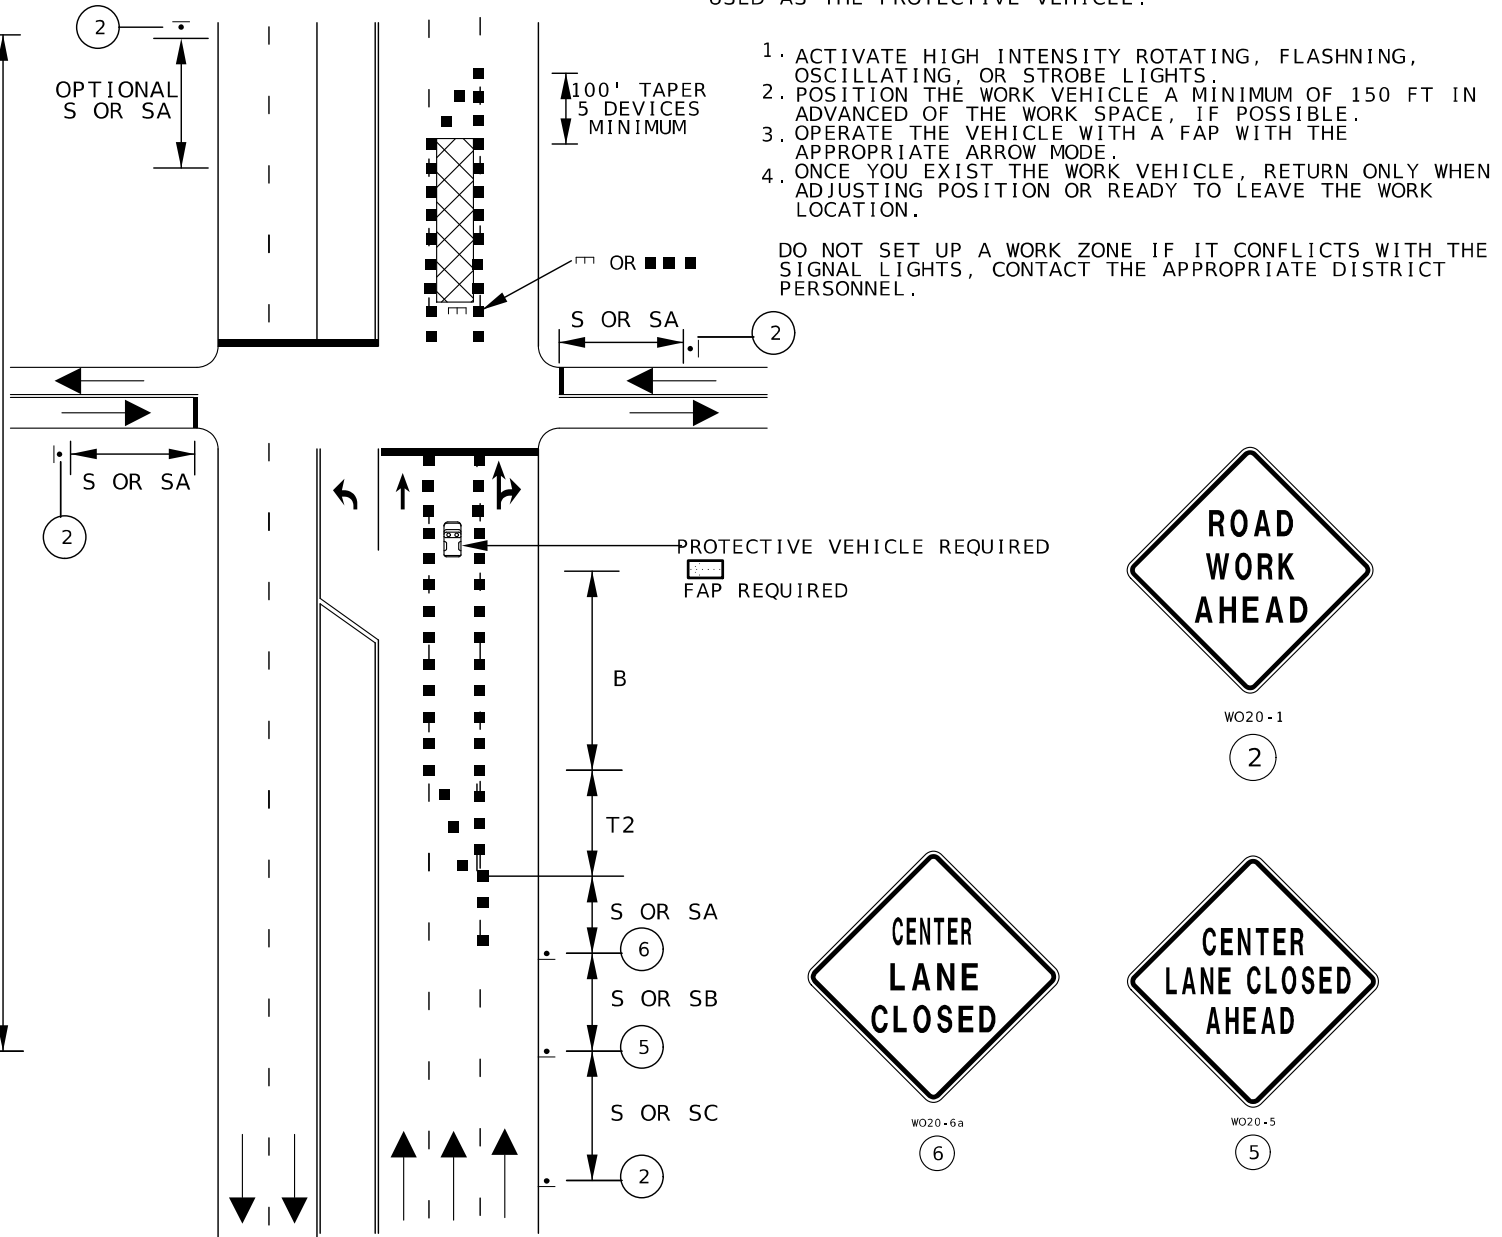 USED AS THE PROTECTIVE VEHICLE.
1. ACTIVATE HIGH INTENSITY ROTATING, FLASHNING,
OSCILLATING, OR STROBE LIGHTS.
2. POSITION THE WORK VEHICLE A MINIMUM OF 150 FT IN
ADVANCED OF THE WORK SPACE, IF POSSIBLE.
3. OPERATE THE VEHICLE WITH A FAP WITH THE
APPROPRIATE ARROW MODE.
4. ONCE YOU EXIST THE WORK VEHICLE, RETURN ONLY WHEN
ADJUSTING POSITION OR READY TO LEAVE THE WORK
LOCATION.
DO NOT SET UP A WORK ZONE IF IT CONFLICTS WITH THE
SIGNAL LIGHTS, CONTACT THE APPROPRIATE DISTRICT
PERSONNEL.
2
OPTIONAL
S OR SA
100' TAPER
5 DEVICES
MINIMUM
OR
S OR SA
2
S OR SA
2
PROTECTIVE VEHICLE REQUIRED
FAP REQUIRED
B
T2
S OR SA
6
S OR SB
5
S OR SC
2
ROAD
WORK
AHEAD
WO20-1
2
CENTER
LANE
CLOSED
WO20-6a
6
CENTER
LANE CLOSED
AHEAD
WO20-5
5